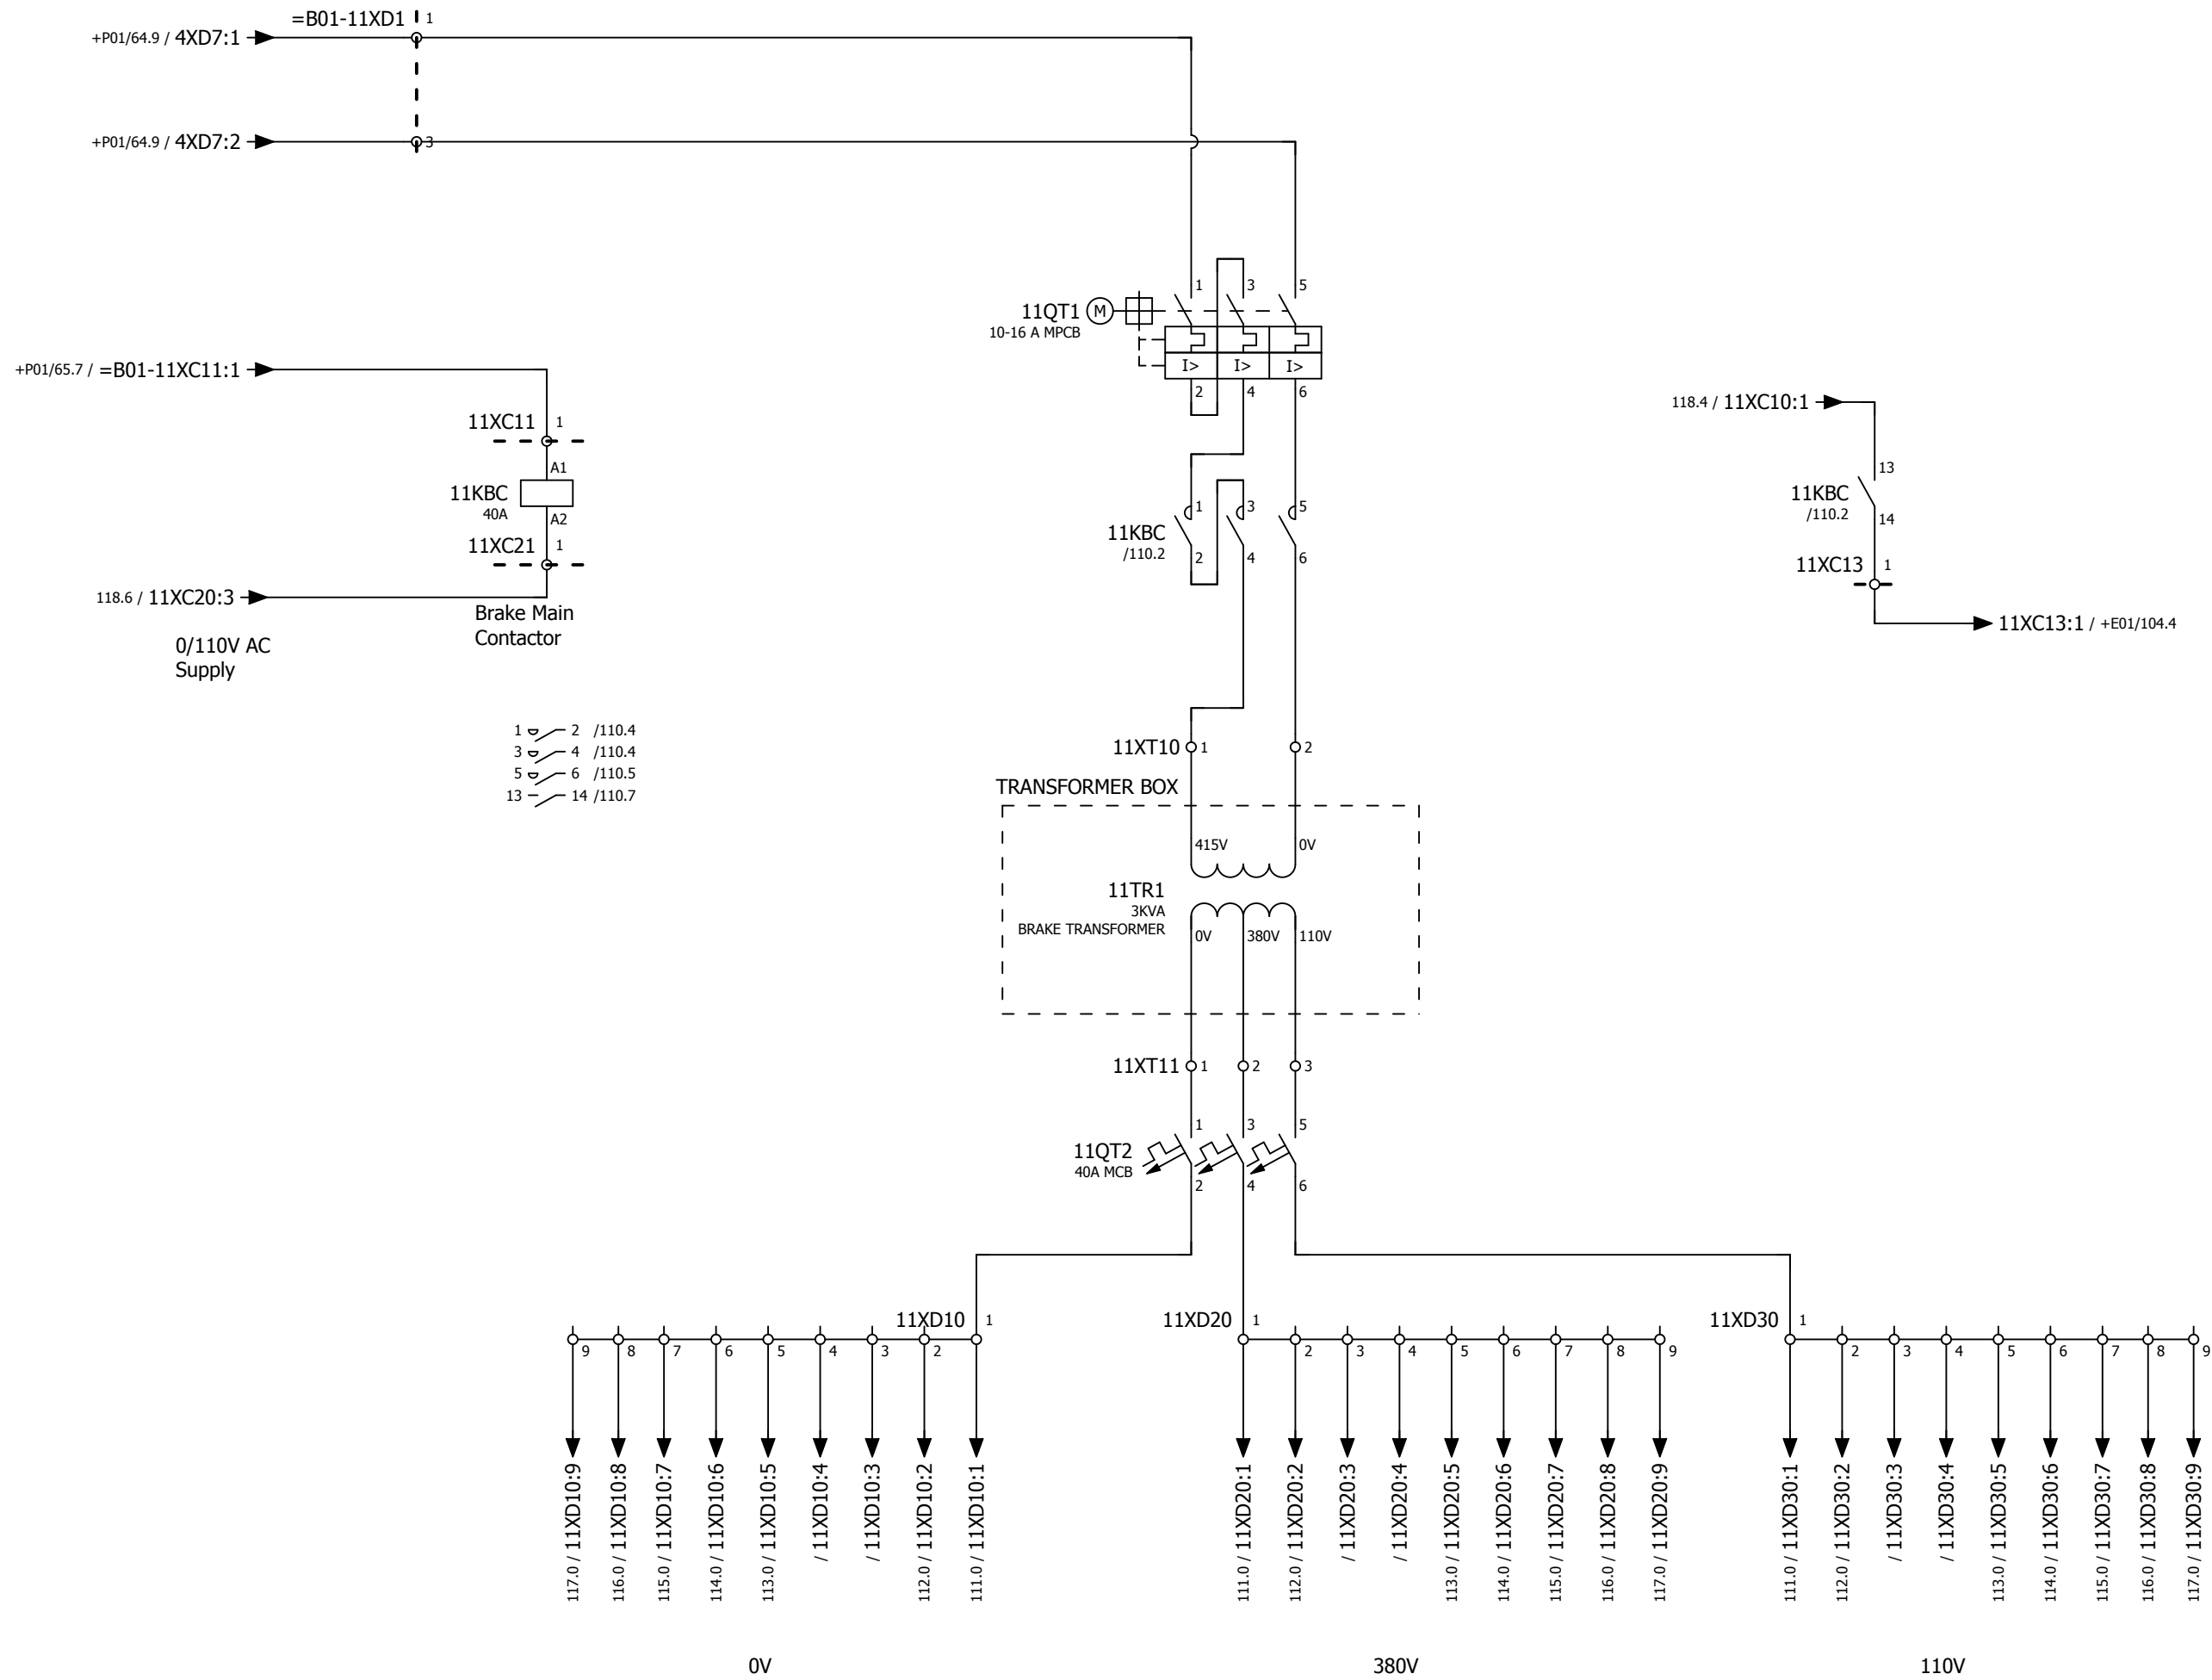 =B01-11XD1 1
+P01/64.9 / 4XD7:1
+P01/64.9 / 4XD7:2
3
1 3 5
11QT1 M
10-16 A MPCB
I> I> I>
2 4 6
+P01/65.7 / =B01-11XC11:1
11XC11 1
A1
11KBC
40A
A2
11XC21 1
118.6 / 11XC20:3
Brake Main
Contactor
0/110V AC
Supply
1 2 /110.4
3 4 /110.4
5 6 /110.5
13 14 /110.7
1 3 5
11KBC
/110.2
2 4 6
118.4 / 11XC10:1
13
11KBC
/110.2
14
11XC13 1
11XC13:1 / +E01/104.4
11XT10 1 2
TRANSFORMER BOX
415V 0V
11TR1
3KVA
BRAKE TRANSFORMER
0V 380V 110V
11XT11 1 2 3
1 3 5
11QT2
40A MCB
2 4 6
11XD10 1
9 8 7 6 5 4 3 2
117.0 / 11XD10:9
116.0 / 11XD10:8
115.0 / 11XD10:7
114.0 / 11XD10:6
113.0 / 11XD10:5
/ 11XD10:4
/ 11XD10:3
112.0 / 11XD10:2
111.0 / 11XD10:1
0V
11XD20 1
2 3 4 5 6 7 8 9
111.0 / 11XD20:1
112.0 / 11XD20:2
/ 11XD20:3
/ 11XD20:4
113.0 / 11XD20:5
114.0 / 11XD20:6
115.0 / 11XD20:7
116.0 / 11XD20:8
117.0 / 11XD20:9
380V
11XD30 1
2 3 4 5 6 7 8 9
111.0 / 11XD30:1
112.0 / 11XD30:2
/ 11XD30:3
/ 11XD30:4
113.0 / 11XD30:5
114.0 / 11XD30:6
115.0 / 11XD30:7
116.0 / 11XD30:8
117.0 / 11XD30:9
110V